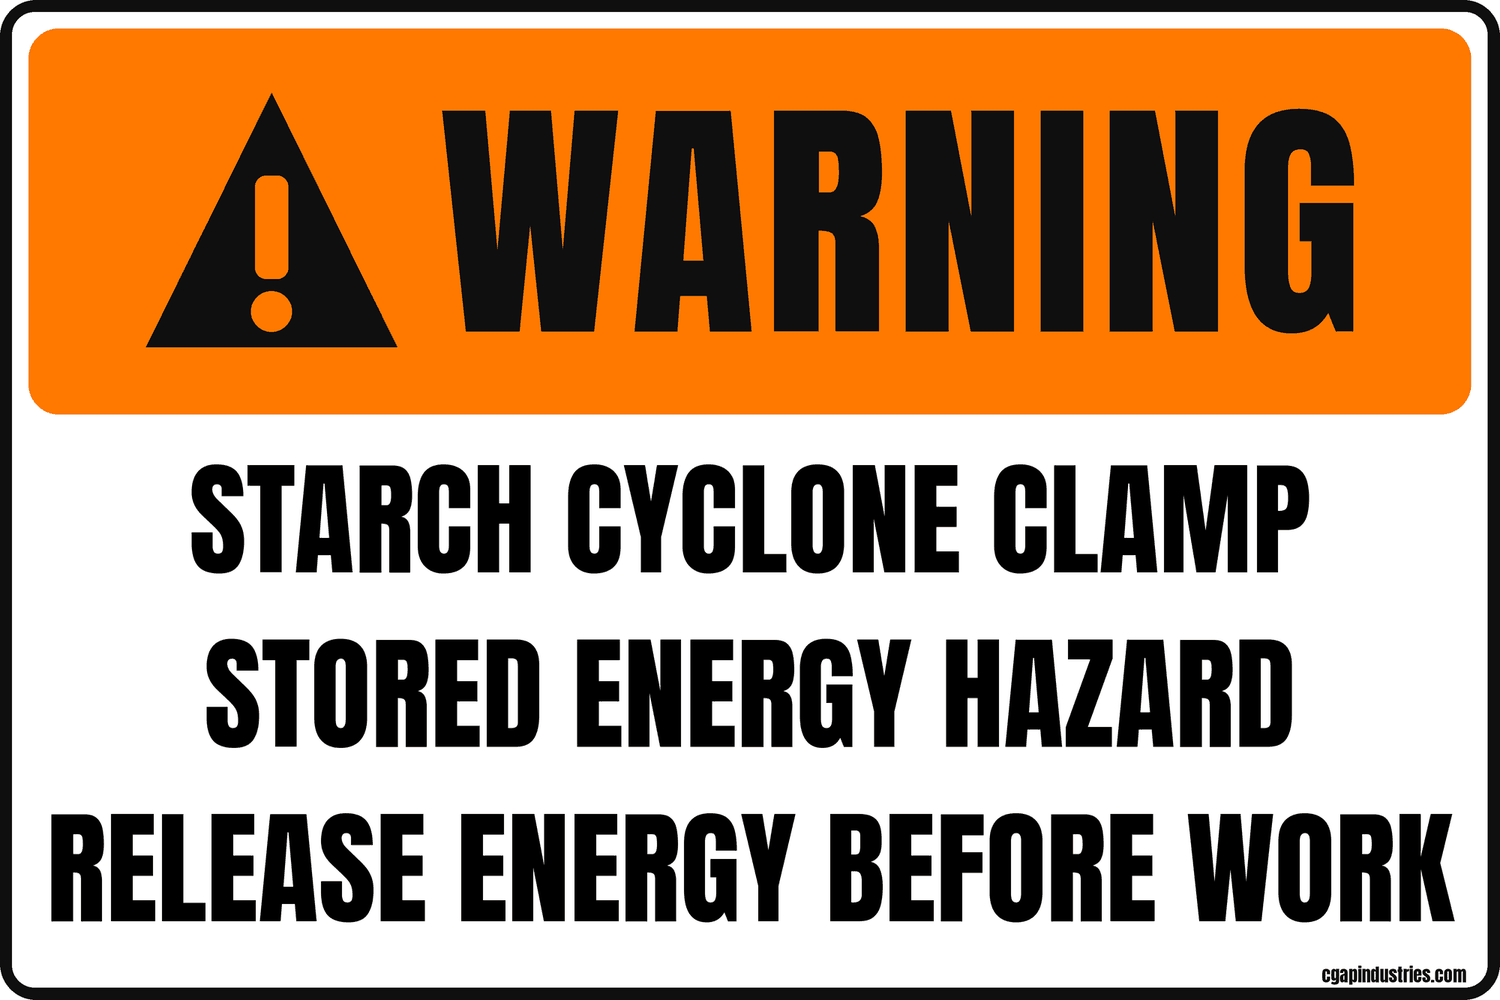 WARNING
STARCH CYCLONE CLAMP
STORED ENERGY HAZARD
RELEASE ENERGY BEFORE WORK
cgapindustries.com